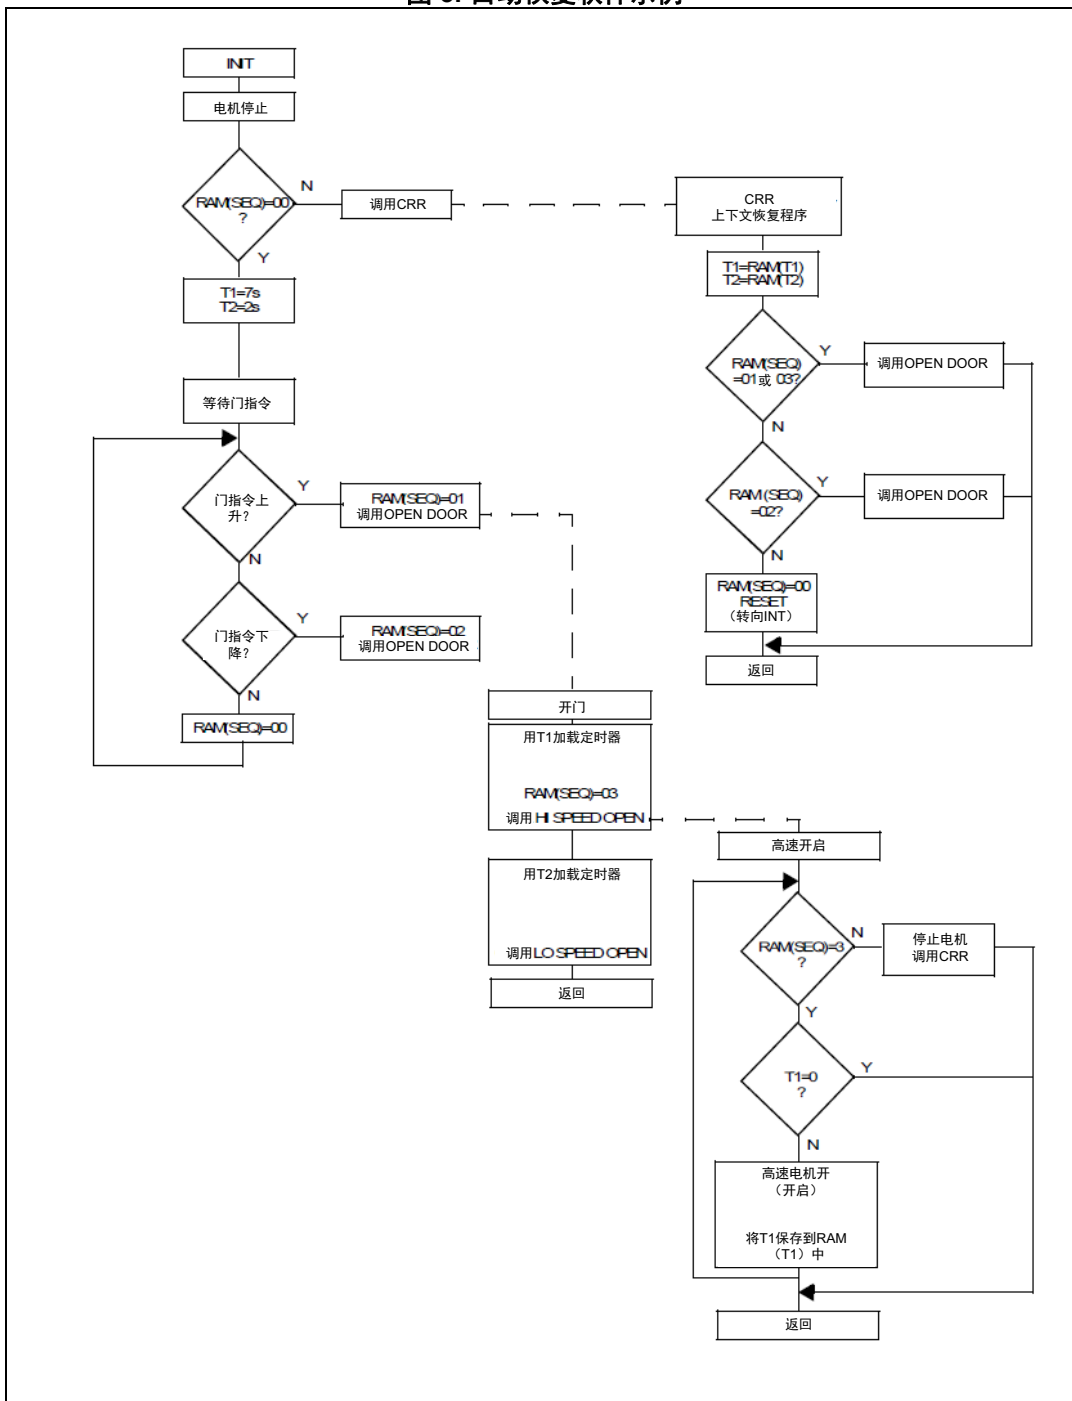 INIT
电机停止
RAM(SEQ)=00
?
N
Y
调用CRR
T1=7s
T2=2s
等待门指令
门指令上
升?
Y
N
RAM(SEQ)=01
调用OPEN DOOR
门指令下
降?
Y
N
RAM(SEQ)=02
调用OPEN DOOR
RAM(SEQ)=00
CRR
上下文恢复程序
T1=RAM(T1)
T2=RAM(T2)
RAM(SEQ)
=01或 03?
Y
N
调用OPEN DOOR
RAM (SEQ)
=02?
Y
N
调用OPEN DOOR
RAM(SEQ)=00
RESET
（转向INT）
返回
开门
用T1加载定时器
RAM(SEQ)=03
调用 HI SPEED OPEN
用T2加载定时器
调用LO SPEED OPEN
返回
高速开启
RAM(SEQ)=3
?
N
Y
停止电机
调用CRR
T1=0
?
Y
N
高速电机开
（开启）
将T1保存到RAM
（T1）中
返回